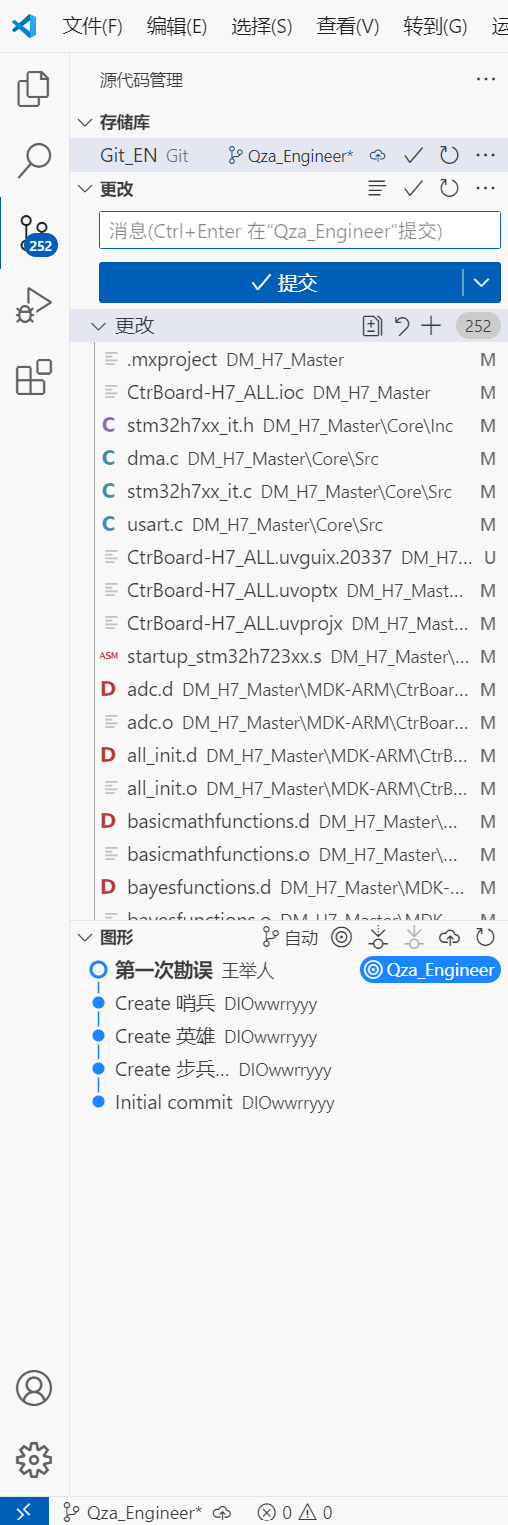 文件(F) 编辑(E) 选择(S) 查看(V) 转到(G) 运
源代码管理
存储库
Git_EN Git Qza_Engineer*
更改
消息(Ctrl+Enter 在“Qza_Engineer”提交)
提交
更改 252
252
.mxproject DM_H7_Master M
CtrBoard-H7_ALL.ioc DM_H7_Master M
C stm32h7xx_it.h DM_H7_Master\Core\Inc M
C dma.c DM_H7_Master\Core\Src M
C stm32h7xx_it.c DM_H7_Master\Core\Src M
C usart.c DM_H7_Master\Core\Src M
CtrBoard-H7_ALL.uvguix.20337 DM_H7... U
CtrBoard-H7_ALL.uvoptx DM_H7_Mast... M
CtrBoard-H7_ALL.uvprojx DM_H7_Mast... M
ASM startup_stm32h723xx.s DM_H7_Master\... M
D adc.d DM_H7_Master\MDK-ARM\CtrBoar... M
adc.o DM_H7_Master\MDK-ARM\CtrBoar... M
D all_init.d DM_H7_Master\MDK-ARM\CtrB... M
all_init.o DM_H7_Master\MDK-ARM\CtrB... M
D basicmathfunctions.d DM_H7_Master\... M
basicmathfunctions.o DM_H7_Master\... M
D bayesfunctions.d DM_H7_Master\MDK-... M
bayesfunctions.o DM_H7_Master\MDK-... M
图形 自动
第一次勘误 王举人 Qza_Engineer
Create 哨兵 DIOwwrryyy
Create 英雄 DIOwwrryyy
Create 步兵... DIOwwrryyy
Initial commit DIOwwrryyy
Qza_Engineer* 0 0